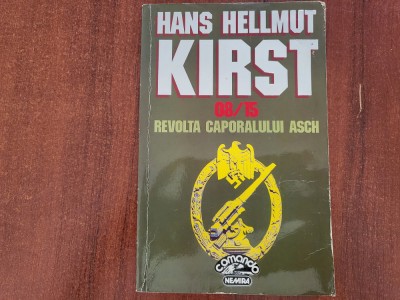 HANS HELLMUT
KIRST
08/15
REVOLTA CAPORALULUI ASCH
comando
NEMIRA